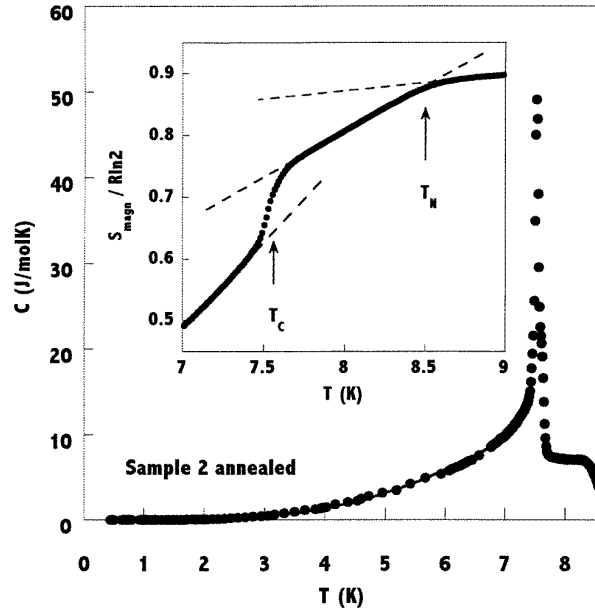 60
50
40
30
20
10
0
C (J/molK)
0 1 2 3 4 5 6 7 8
T (K)
Sample 2 annealed
0.9
0.8
0.7
0.6
0.5
S_magn / Rln2
7 7.5 8 8.5 9
T (K)
T_N
T_C